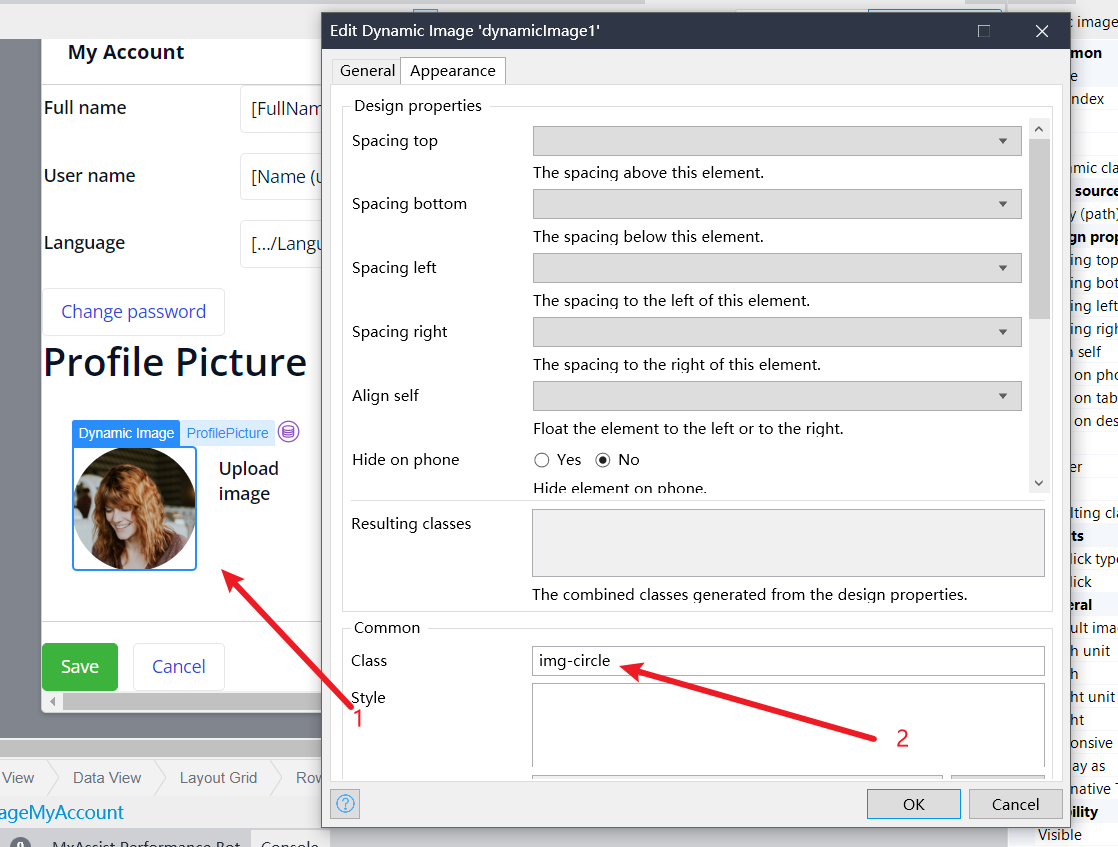 Edit Dynamic Image 'dynamicImage1'
General
Appearance
Design properties
Spacing top
The spacing above this element.
Spacing bottom
The spacing below this element.
Spacing left
The spacing to the left of this element.
Spacing right
The spacing to the right of this element.
Align self
Float the element to the left or to the right.
Hide on phone
Yes
No
Hide element on phone.
Resulting classes
The combined classes generated from the design properties.
Common
Class
img-circle
Style
OK
Cancel
My Account
Full name
[FullNam
User name
[Name (u
Language
[.../Langu
Change password
Profile Picture
Dynamic Image
ProfilePicture
Upload
image
Save
Cancel
1
2
View
Data View
Layout Grid
Row
ageMyAccount
MxAssist Performance Bot
Console
image
mon
e
ndex
mic cla
source
y (path)
gn prop
ing top
ing bot
ing left
ing righ
n self
on pho
on tab
on des
er
lting cla
ts
lick type
lick
eral
ult ima
h unit
h
ht unit
ht
onsive
ay as
native T
bility
Visible